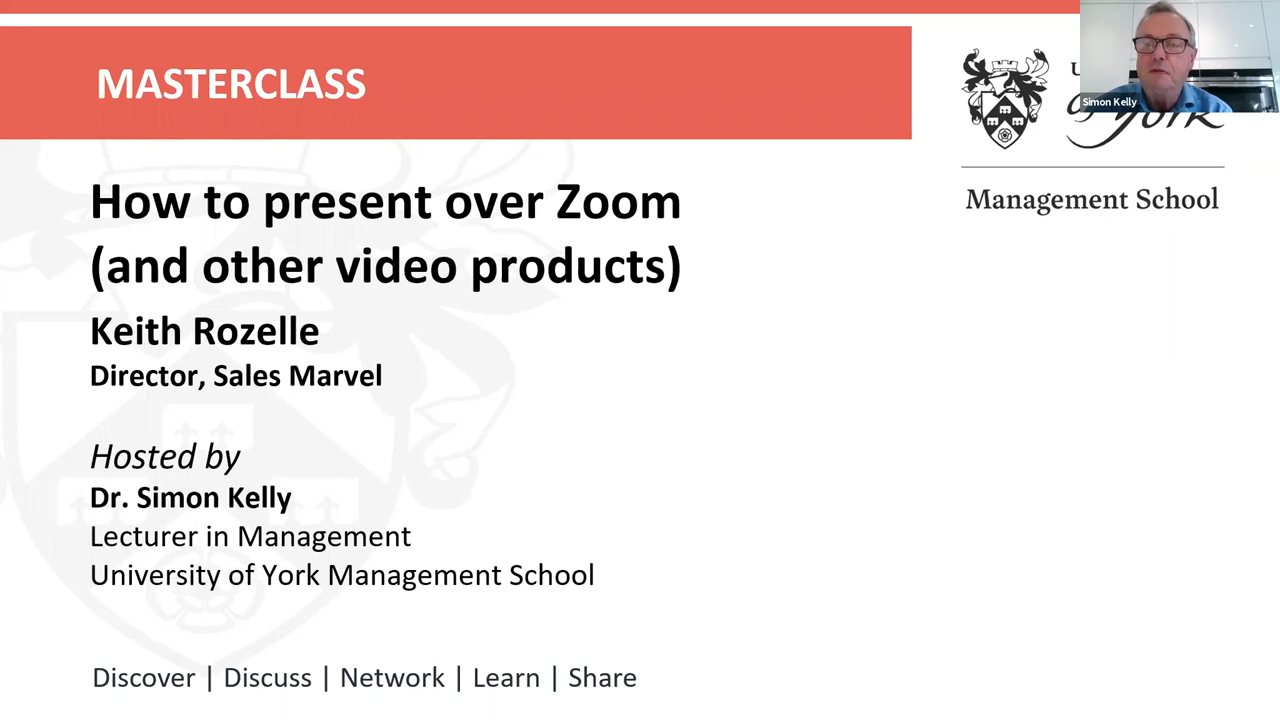 MASTERCLASS
Simon Kelly
Management School
How to present over Zoom
(and other video products)
Keith Rozelle
Director, Sales Marvel
Hosted by
Dr. Simon Kelly
Lecturer in Management
University of York Management School
Discover | Discuss | Network | Learn | Share